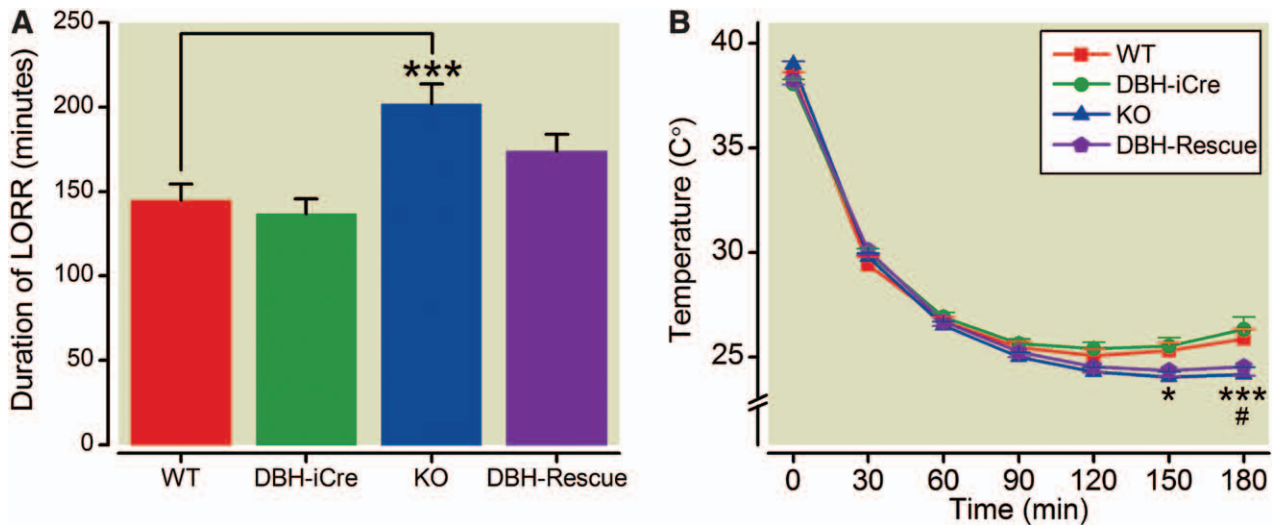 A
Duration of LORR (minutes)
250
200
150
100
50
0
***
WT
DBH-iCre
KO
DBH-Rescue
B
Temperature (C°)
40
35
30
25
WT
DBH-iCre
KO
DBH-Rescue
*
***
#
0 30 60 90 120 150 180
Time (min)